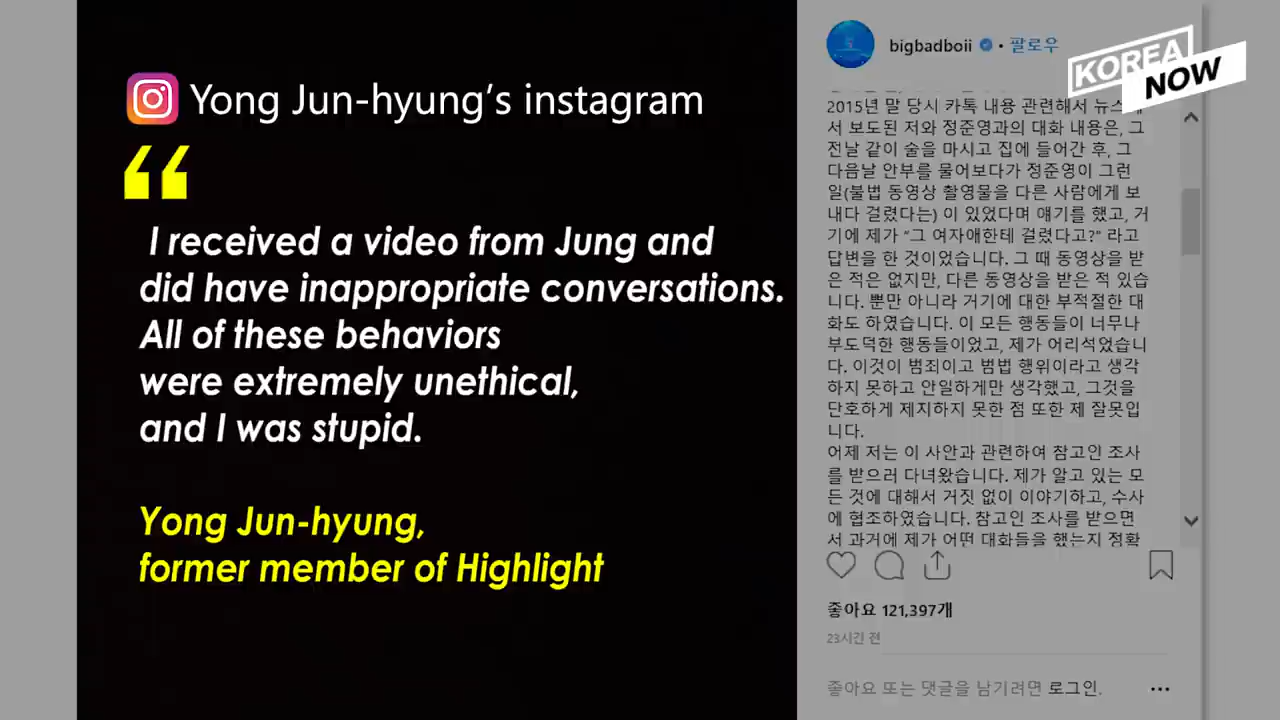 Yong Jun-hyung's instagram
“
I received a video from Jung and
did have inappropriate conversations.
All of these behaviors
were extremely unethical,
and I was stupid.
Yong Jun-hyung,
former member of Highlight
bigbadboii • 팔로우
KOREA
NOW
2015년 말 당시 카톡 내용 관련해서 뉴스에
서 보도된 저와 정준영과의 대화 내용은, 그
전날 같이 술을 마시고 집에 들어간 후, 그
다음날 안부를 물어보다가 정준영이 그런
일(불법 동영상 촬영물을 다른 사람에게 보
내다 걸렸다는) 이 있었다며 얘기를 했고, 거
기에 제가 “그 여자애한테 걸렸다고?” 라고
답변을 한 것이었습니다. 그 때 동영상을 받
은 적은 없지만, 다른 동영상을 받은 적 있습
니다. 뿐만 아니라 거기에 대한 부적절한 대
화도 하였습니다. 이 모든 행동들이 너무나
부도덕한 행동들이었고, 제가 어리석었습니
다. 이것이 범죄이고 범법 행위이라고 생각
하지 못하고 안일하게만 생각했고, 그것을
단호하게 제지하지 못한 점 또한 제 잘못입
니다.
어제 저는 이 사안과 관련하여 참고인 조사
를 받으러 다녀왔습니다. 제가 알고 있는 모
든 것에 대해서 거짓 없이 이야기하고, 수사
에 협조하였습니다. 참고인 조사를 받으면
서 과거에 제가 어떤 대화들을 했는지 정확
좋아요 121,397개
23시간 전
좋아요 또는 댓글을 남기려면 로그인.